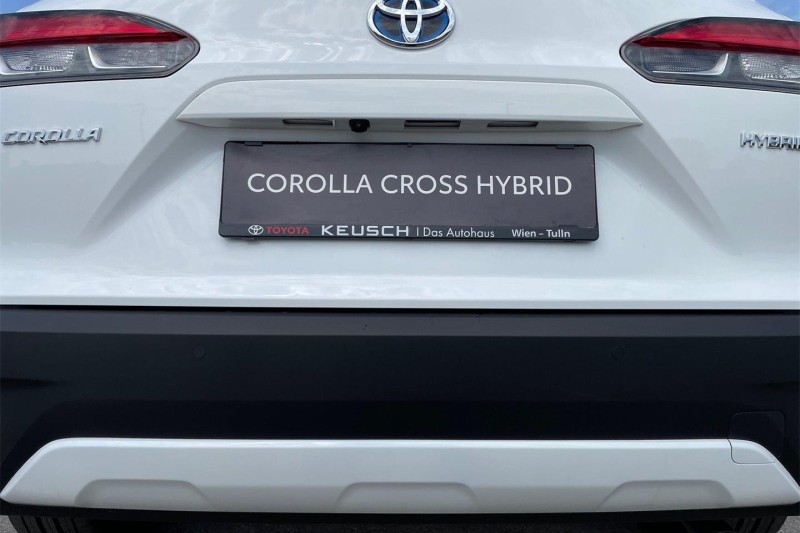 COROLLA
HYBRID
COROLLA CROSS HYBRID
TOYOTA KEUSCH | Das Autohaus Wien - Tulln